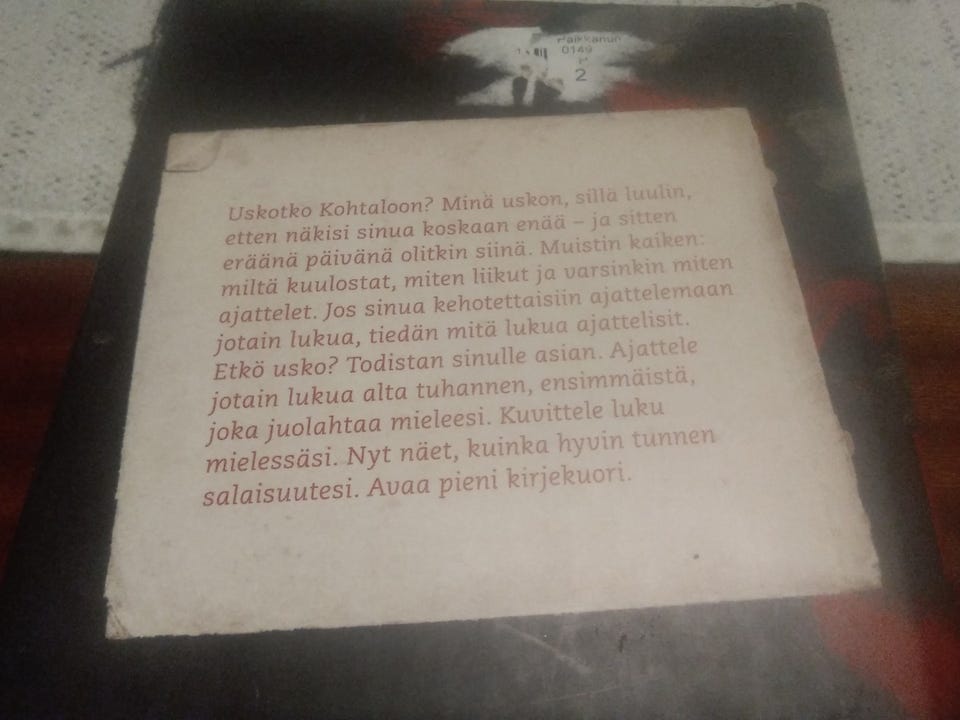 Paikkanun
0149
2
Uskotko Kohtaloon? Minä uskon, sillä luulin,
etten näkisi sinua koskaan enää – ja sitten
eräänä päivänä olitkin siinä. Muistin kaiken:
miltä kuulostat, miten liikut ja varsinkin miten
ajattelet. Jos sinua kehotettaisiin ajattelemaan
jotain lukua, tiedän mitä lukua ajattelisit.
Etkö usko? Todistan sinulle asian. Ajattele
jotain lukua alta tuhannen, ensimmäistä,
joka juolahtaa mieleesi. Kuvittele luku
mielessäsi. Nyt näet, kuinka hyvin tunnen
salaisuutesi. Avaa pieni kirjekuori.